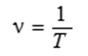 ν = 1/T